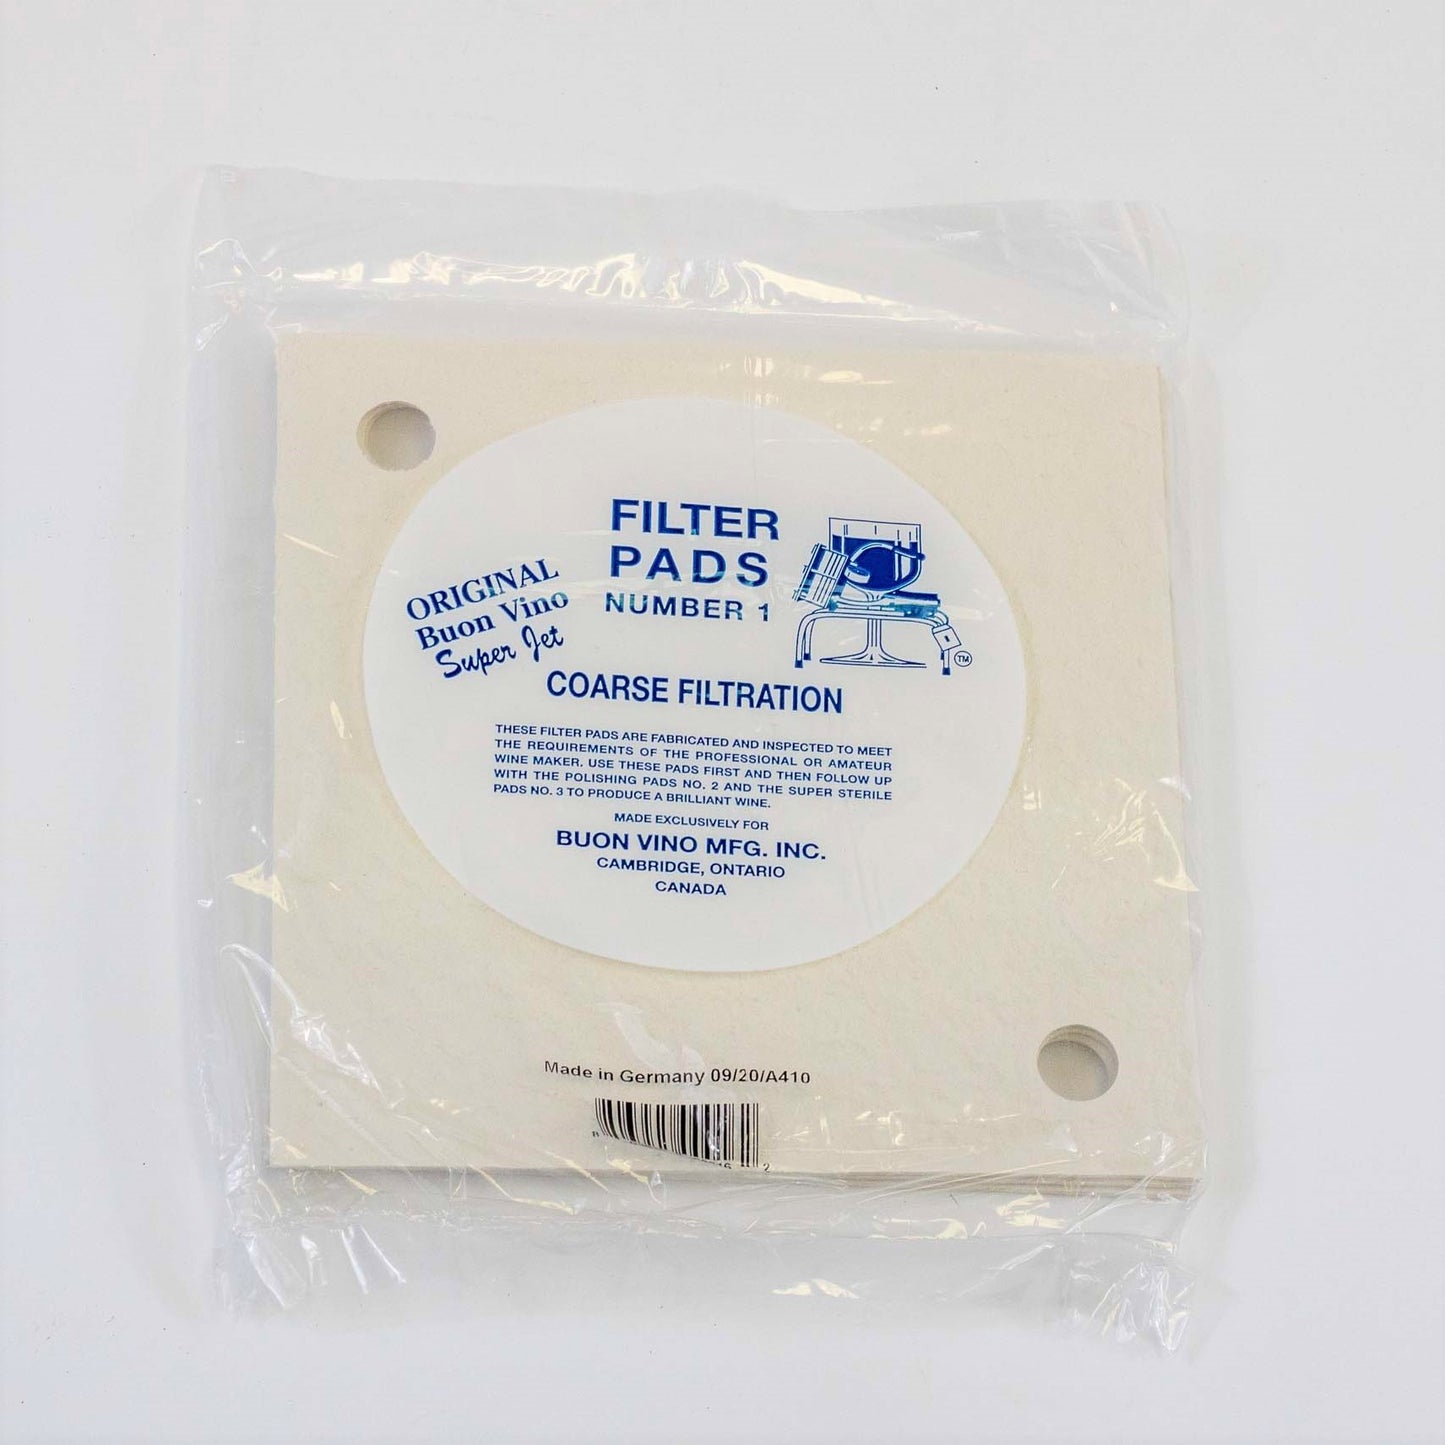 FILTER
PADS
NUMBER 1
ORIGINAL
Buon Vino
Super Jet
TM
COARSE FILTRATION
THESE FILTER PADS ARE FABRICATED AND INSPECTED TO MEET
THE REQUIREMENTS OF THE PROFESSIONAL OR AMATEUR
WINE MAKER. USE THESE PADS FIRST AND THEN FOLLOW UP
WITH THE POLISHING PADS NO. 2 AND THE SUPER STERILE
PADS NO. 3 TO PRODUCE A BRILLIANT WINE.
MADE EXCLUSIVELY FOR
BUON VINO MFG. INC.
CAMBRIDGE, ONTARIO
CANADA
Made in Germany 09/20/A410